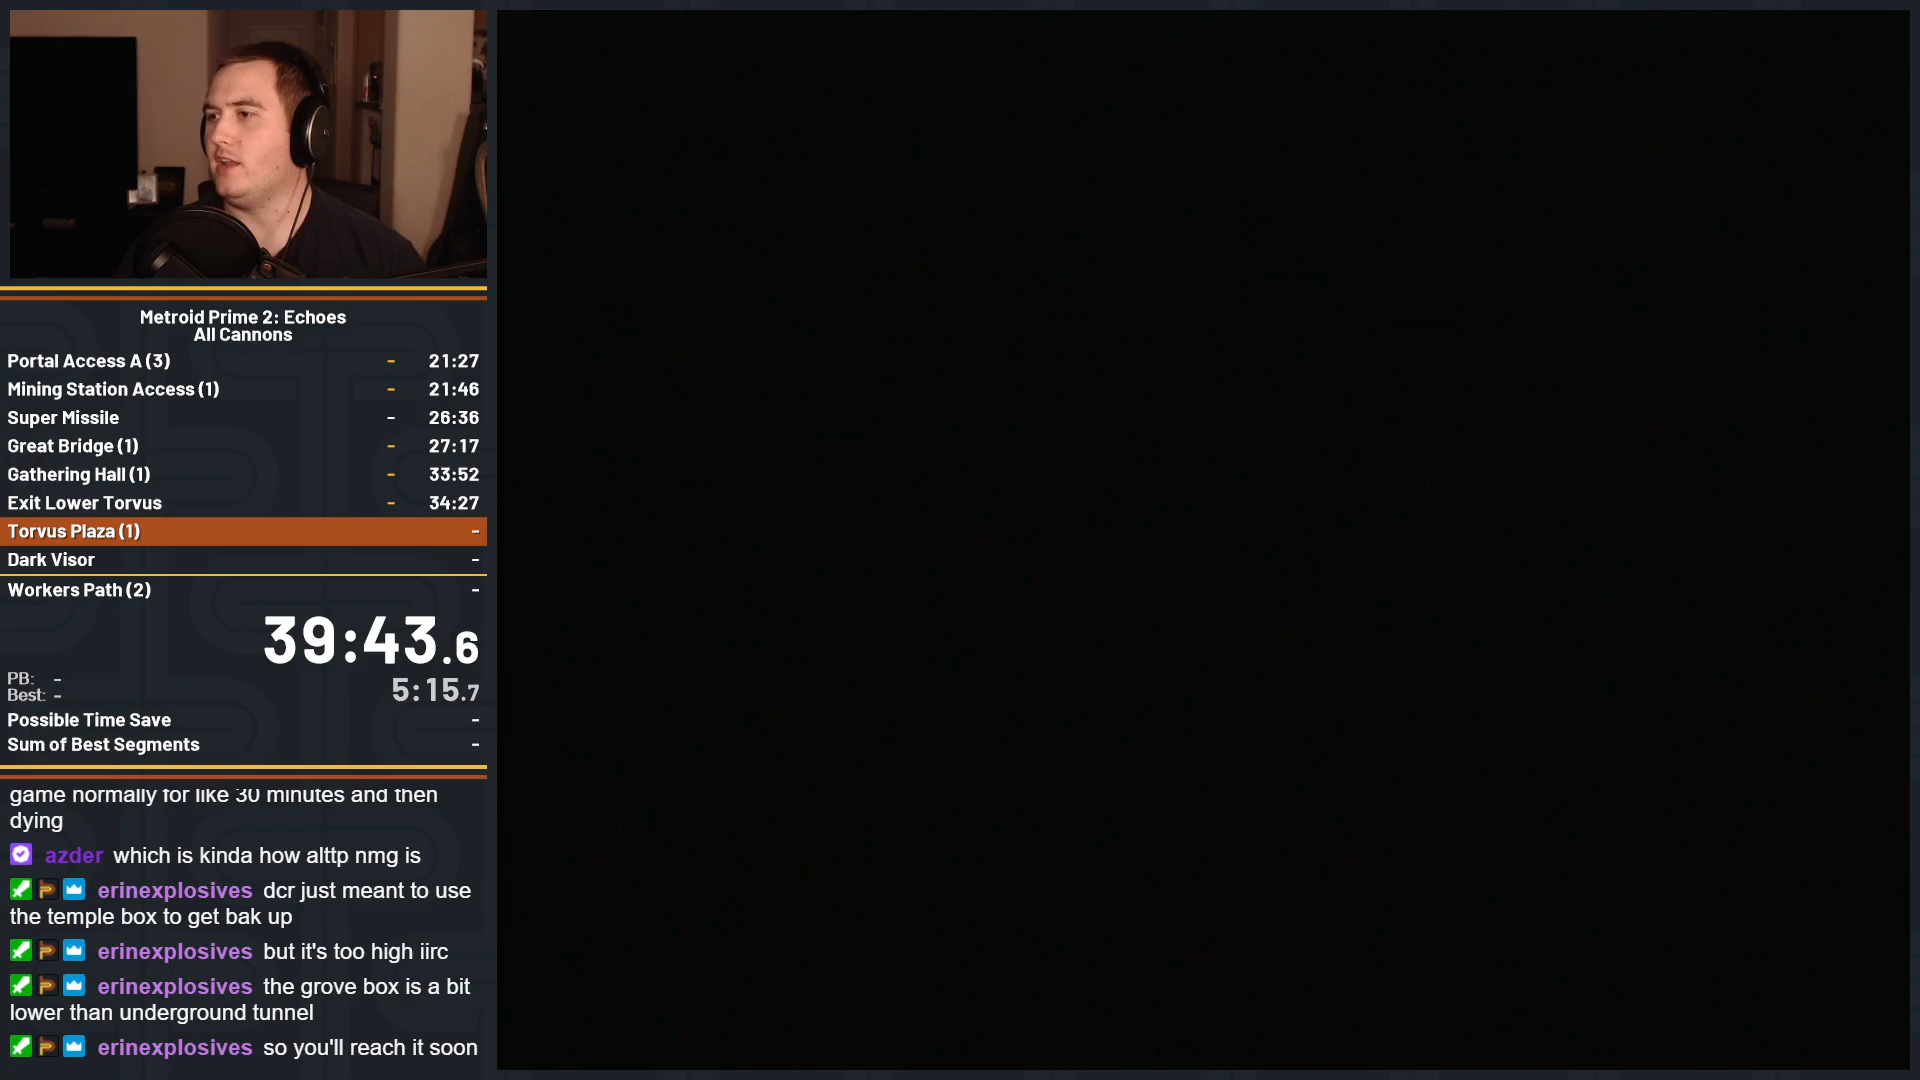 Metroid Prime 2: Echoes
All Cannons
Portal Access A (3) - 21:27
Mining Station Access (1) - 21:46
Super Missile - 26:36
Great Bridge (1) - 27:17
Gathering Hall (1) - 33:52
Exit Lower Torvus - 34:27
Torvus Plaza (1) -
Dark Visor -
Workers Path (2) -
39:43.6
PB: -
5:15.7
Best: -
Possible Time Save -
Sum of Best Segments -
game normally for like 30 minutes and then
dying
azder which is kinda how alttp nmg is
erinexplosives dcr just meant to use
the temple box to get bak up
erinexplosives but it's too high iirc
erinexplosives the grove box is a bit
lower than underground tunnel
erinexplosives so you'll reach it soon